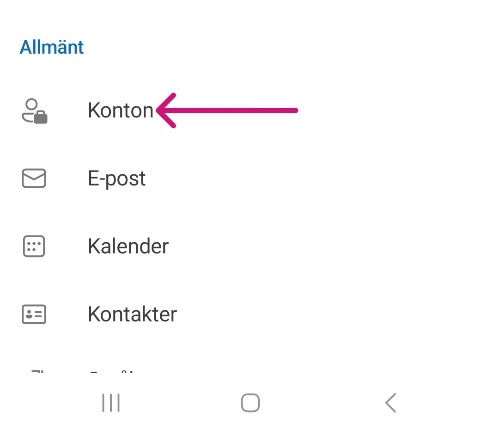 Allmänt
Konton
E-post
Kalender
Kontakter